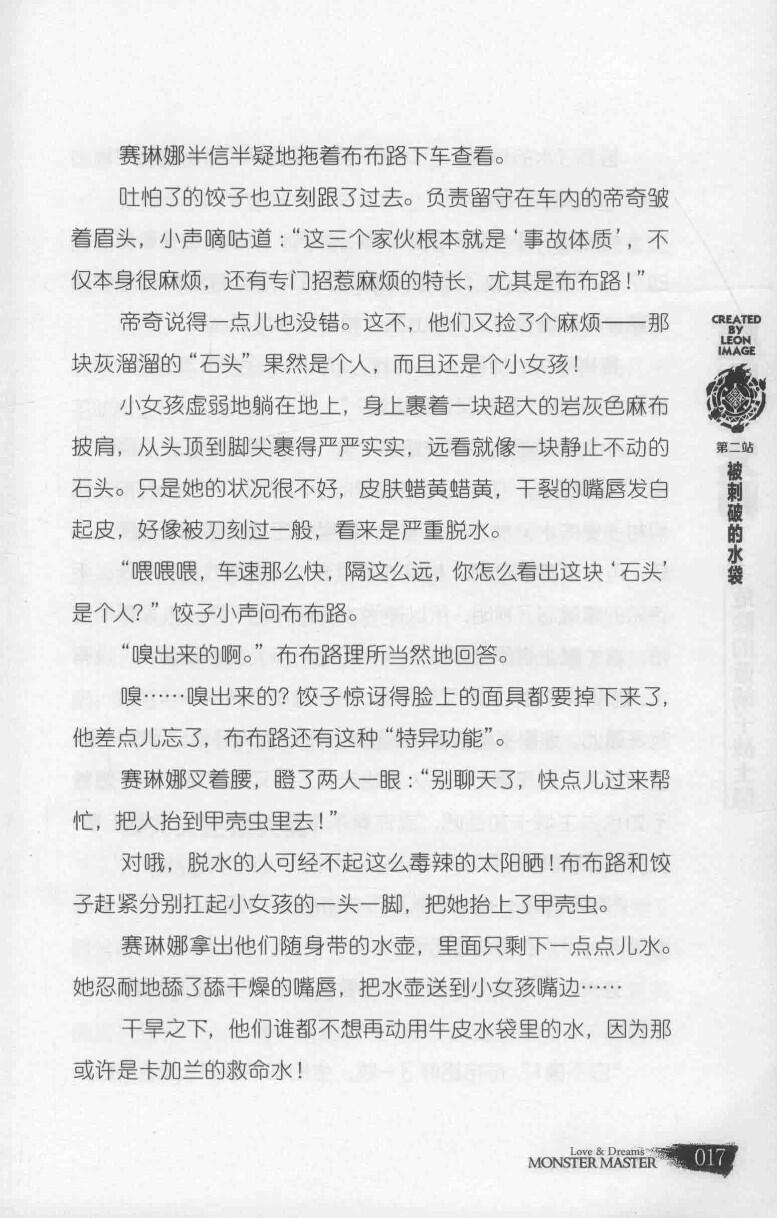 赛琳娜半信半疑地拖着布布路下车查看。
吐怕了的饺子也立刻跟了过去。负责留守在车内的帝奇皱
着眉头，小声嘀咕道：“这三个家伙根本就是‘事故体质’，不
仅本身很麻烦，还有专门招惹麻烦的特长，尤其是布布路！”
帝奇说得一点儿也没错。这不，他们又捡了个麻烦——那
块灰溜溜的“石头”果然是个人，而且还是个小女孩！
小女孩虚弱地躺在地上，身上裹着一块超大的岩灰色麻布
披肩，从头顶到脚尖裹得严严实实，远看就像一块静止不动的
石头。只是她的状况很不好，皮肤蜡黄蜡黄，干裂的嘴唇发白
起皮，好像被刀刻过一般，看来是严重脱水。
“喂喂喂，车速那么快，隔这么远，你怎么看出这块‘石头’
是个人？”饺子小声问布布路。
“嗅出来的啊。”布布路理所当然地回答。
嗅……嗅出来的？饺子惊讶得脸上的面具都要掉下来了，
他差点儿忘了，布布路还有这种“特异功能”。
赛琳娜叉着腰，瞪了两人一眼：“别聊天了，快点儿过来帮
忙，把人抬到甲壳虫里去！”
对哦，脱水的人可经不起这么毒辣的太阳晒！布布路和饺
子赶紧分别扛起小女孩的一头一脚，把她抬上了甲壳虫。
赛琳娜拿出他们随身带的水壶，里面只剩下一点点儿水。
她忍耐地舔了舔干燥的嘴唇，把水壶送到小女孩嘴边……
干旱之下，他们谁都不想再动用牛皮水袋里的水，因为那
或许是卡加兰的救命水！
CREATED
BY
LEON
IMAGE
第二站
被刺破的水袋
Love & Dreams
MONSTER MASTER
017